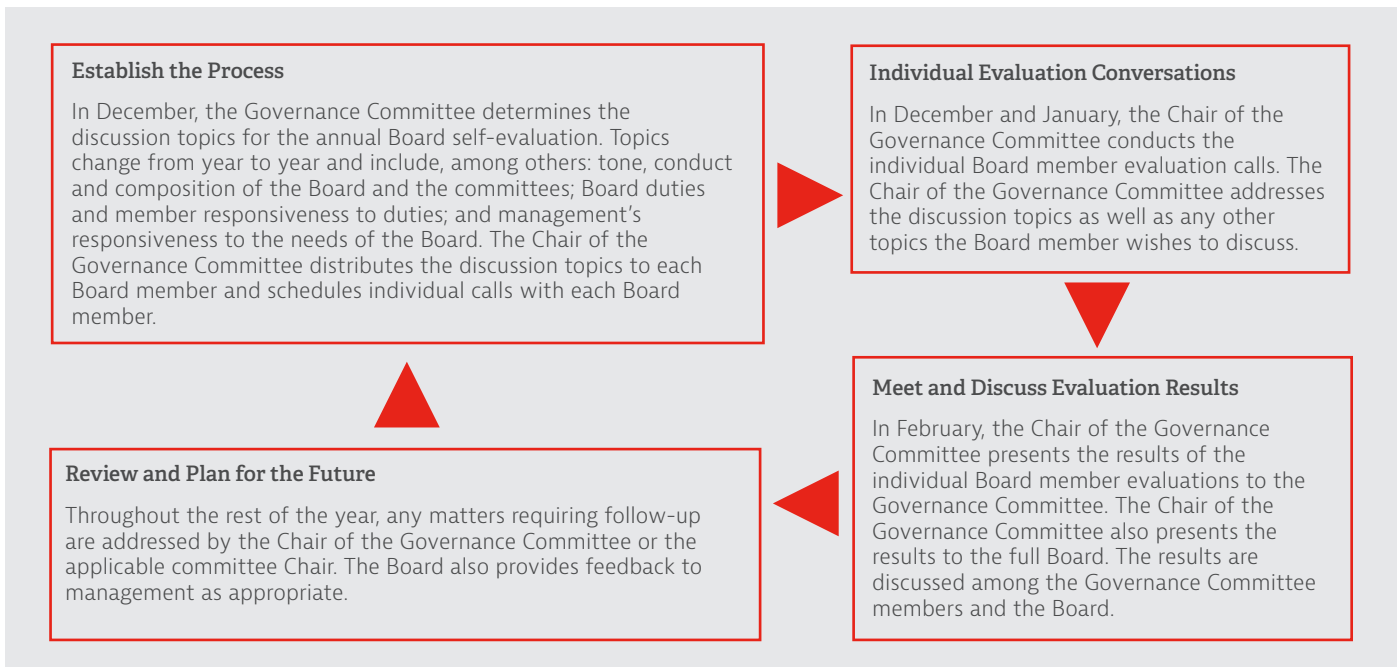 Establish the Process
In December, the Governance Committee determines the
discussion topics for the annual Board self-evaluation. Topics
change from year to year and include, among others: tone, conduct
and composition of the Board and the committees; Board duties
and member responsiveness to duties; and management’s
responsiveness to the needs of the Board. The Chair of the
Governance Committee distributes the discussion topics to each
Board member and schedules individual calls with each Board
member.
Individual Evaluation Conversations
In December and January, the Chair of the
Governance Committee conducts the
individual Board member evaluation calls. The
Chair of the Governance Committee addresses
the discussion topics as well as any other
topics the Board member wishes to discuss.
Meet and Discuss Evaluation Results
In February, the Chair of the Governance
Committee presents the results of the
individual Board member evaluations to the
Governance Committee. The Chair of the
Governance Committee also presents the
results to the full Board. The results are
discussed among the Governance Committee
members and the Board.
Review and Plan for the Future
Throughout the rest of the year, any matters requiring follow-up
are addressed by the Chair of the Governance Committee or the
applicable committee Chair. The Board also provides feedback to
management as appropriate.